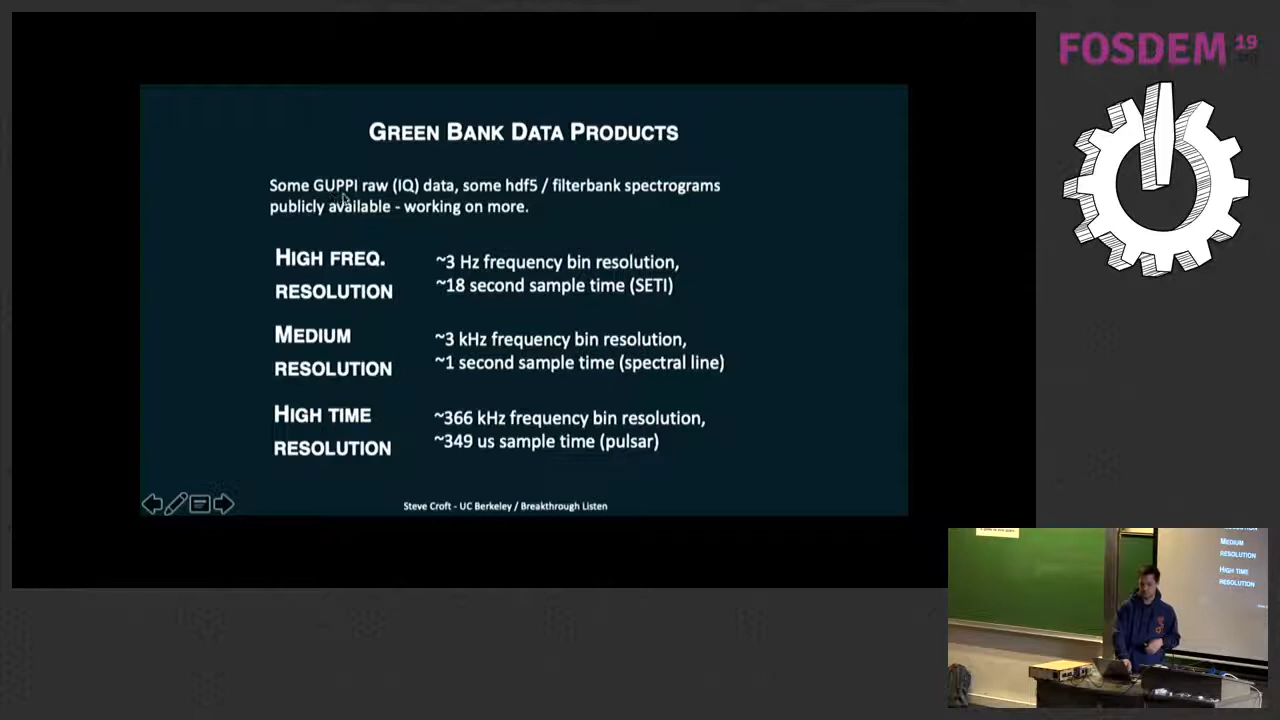 FOSDEM 19
GREEN BANK DATA PRODUCTS
Some GUPPI raw (IQ) data, some hdf5 / filterbank spectrograms
publicly available - working on more.
HIGH FREQ.
RESOLUTION
~3 Hz frequency bin resolution,
~18 second sample time (SETI)
MEDIUM
RESOLUTION
~3 kHz frequency bin resolution,
~1 second sample time (spectral line)
HIGH TIME
RESOLUTION
~366 kHz frequency bin resolution,
~349 us sample time (pulsar)
Steve Croft - UC Berkeley / Breakthrough Listen
MEDIUM
RESOLUTION
HIGH TIME
RESOLUTION